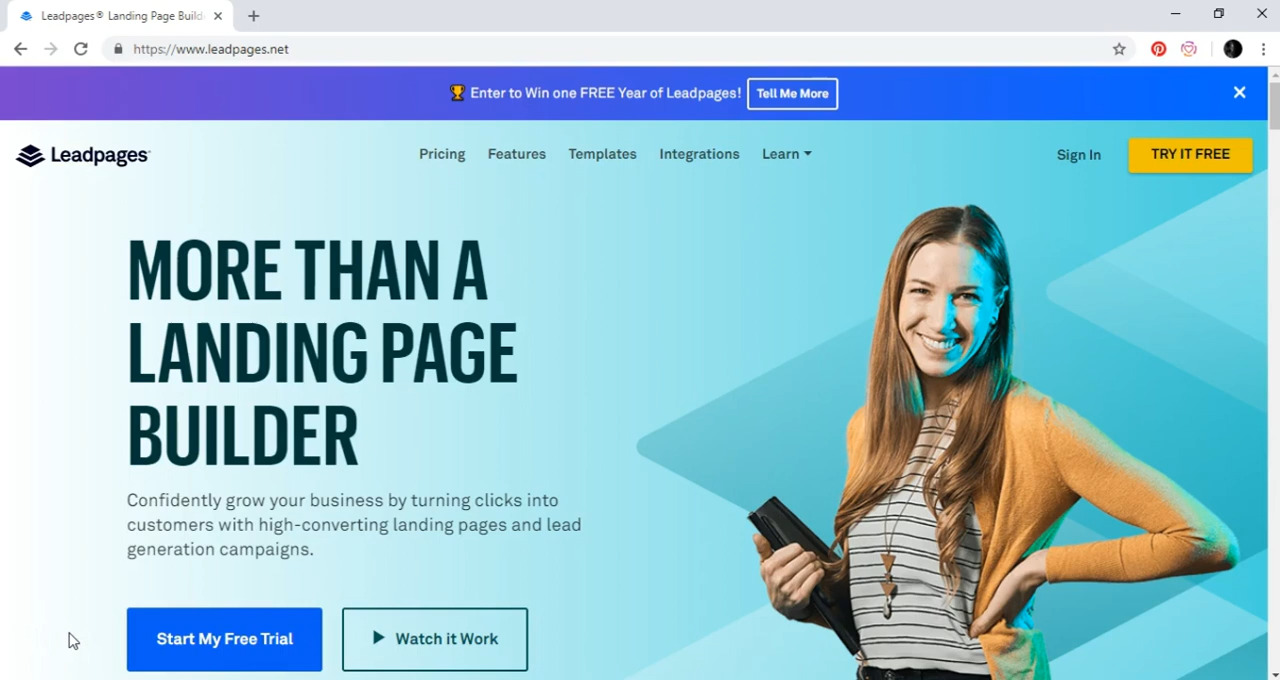 Leadpages® Landing Page Build
https://www.leadpages.net
🏆 Enter to Win one FREE Year of Leadpages! Tell Me More
Leadpages
Pricing Features Templates Integrations Learn Sign In TRY IT FREE
MORE THAN A
LANDING PAGE
BUILDER
Confidently grow your business by turning clicks into
customers with high-converting landing pages and lead
generation campaigns.
Start My Free Trial Watch it Work